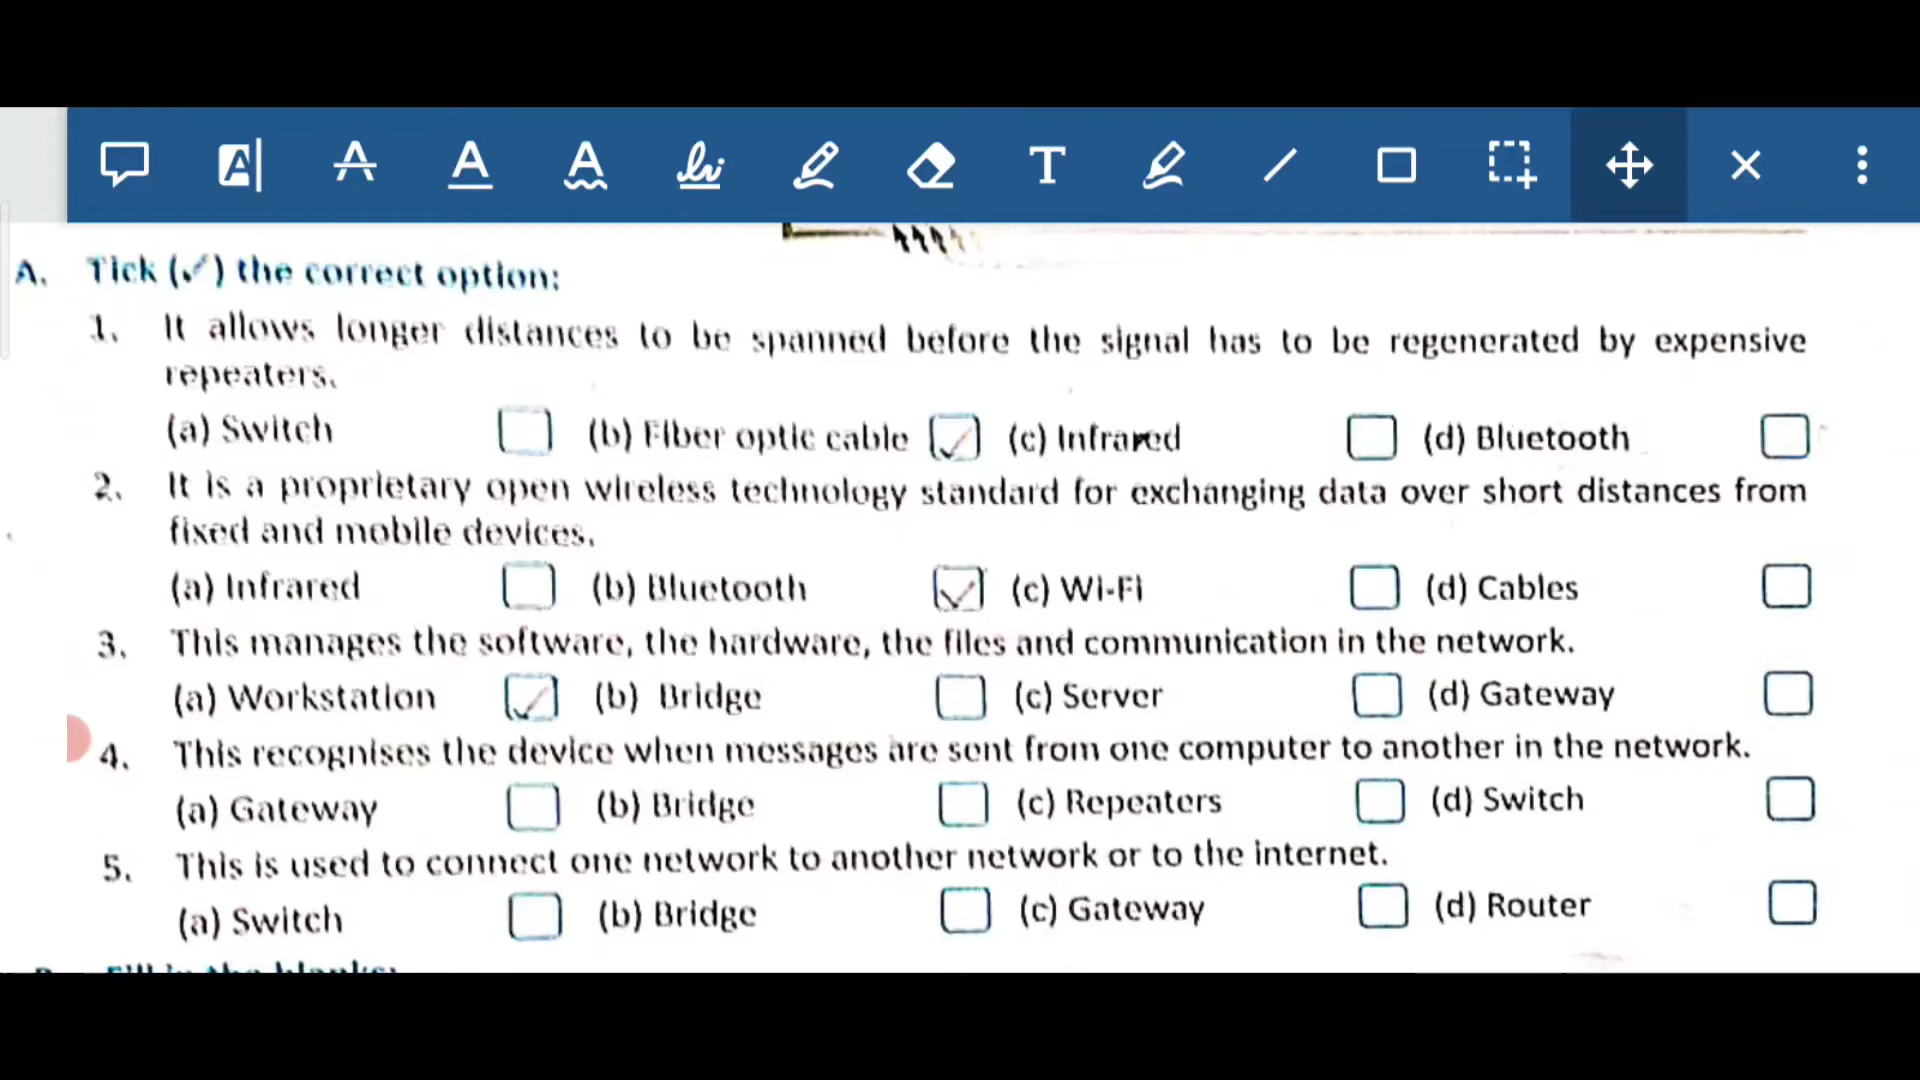 A. Tick (✓) the correct option:
1. It allows longer distances to be spanned before the signal has to be regenerated by expensive
repeaters.
(a) Switch (b) Fiber optic cable ✓ (c) Infrared (d) Bluetooth
2. It is a proprietary open wireless technology standard for exchanging data over short distances from
fixed and mobile devices.
(a) Infrared (b) Bluetooth ✓ (c) Wi-Fi (d) Cables
3. This manages the software, the hardware, the files and communication in the network.
(a) Workstation ✓ (b) Bridge (c) Server (d) Gateway
4. This recognises the device when messages are sent from one computer to another in the network.
(a) Gateway (b) Bridge (c) Repeaters (d) Switch
5. This is used to connect one network to another network or to the internet.
(a) Switch (b) Bridge (c) Gateway (d) Router
Fill in the blanks: